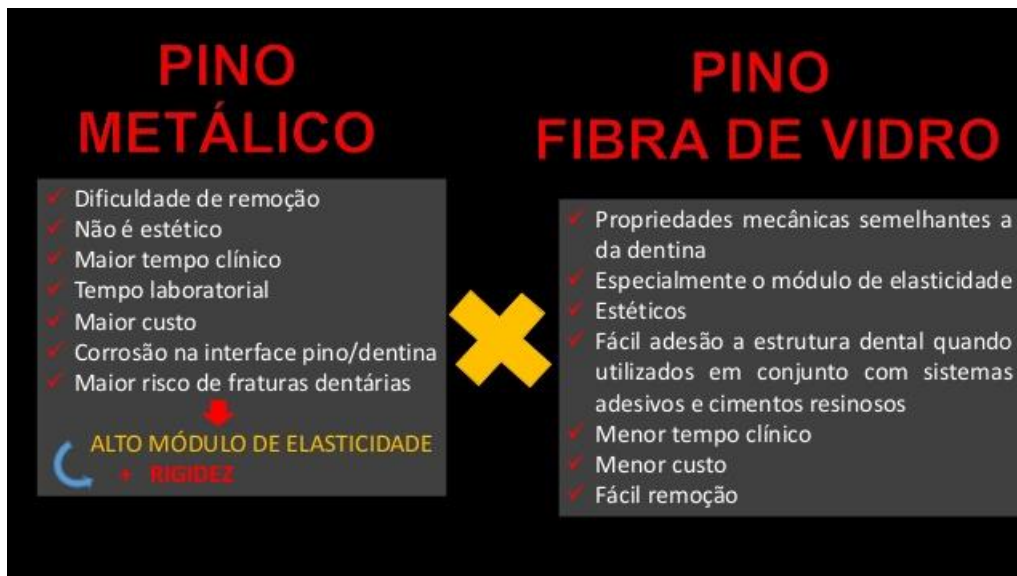 PINO
METÁLICO
Dificuldade de remoção
Não é estético
Maior tempo clínico
Tempo laboratorial
Maior custo
Corrosão na interface pino/dentina
Maior risco de fraturas dentárias
ALTO MÓDULO DE ELASTICIDADE
+ RIGIDEZ
PINO
FIBRA DE VIDRO
Propriedades mecânicas semelhantes a
da dentina
Especialmente o módulo de elasticidade
Estéticos
Fácil adesão a estrutura dental quando
utilizados em conjunto com sistemas
adesivos e cimentos resinosos
Menor tempo clínico
Menor custo
Fácil remoção